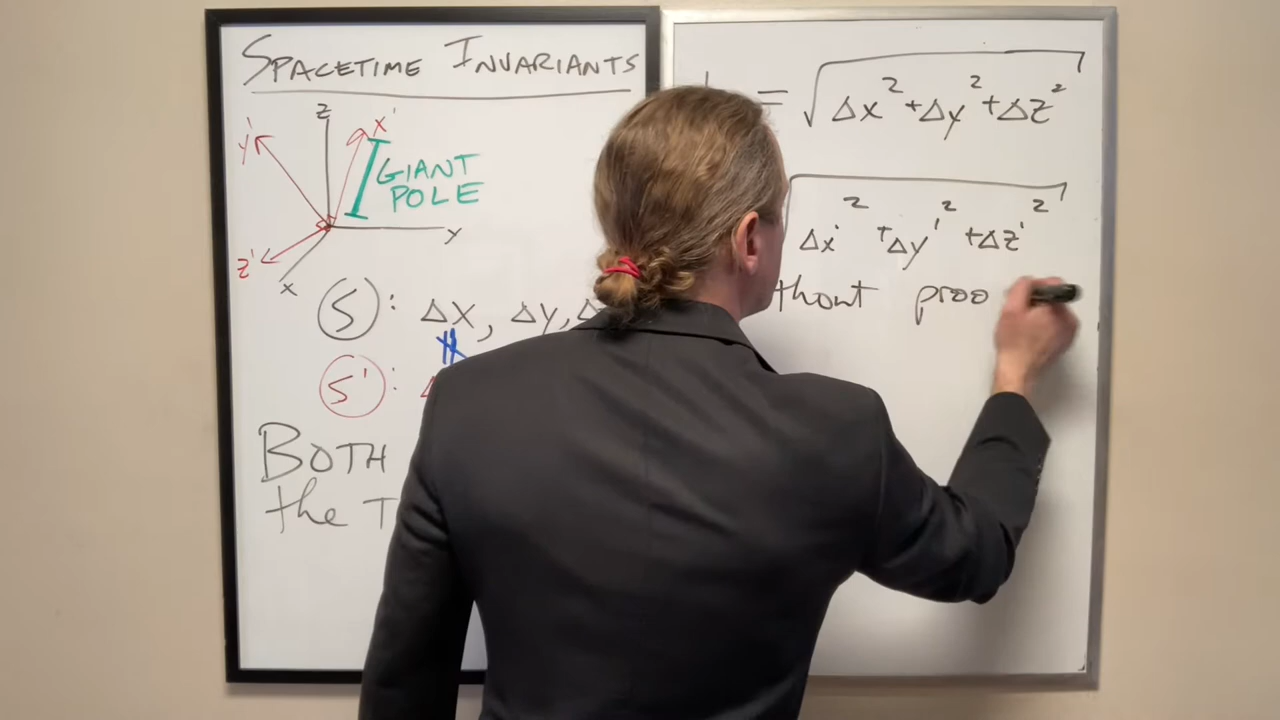 SPACETIME INVARIANTS
z
y'
x'
GIANT
POLE
y
z'
x
S : Δx, Δy, Δ
S' : Δ
BOTH
the T
= √Δx²+Δy²+Δz²
√Δx'²+Δy'²+Δz'²
thout proo